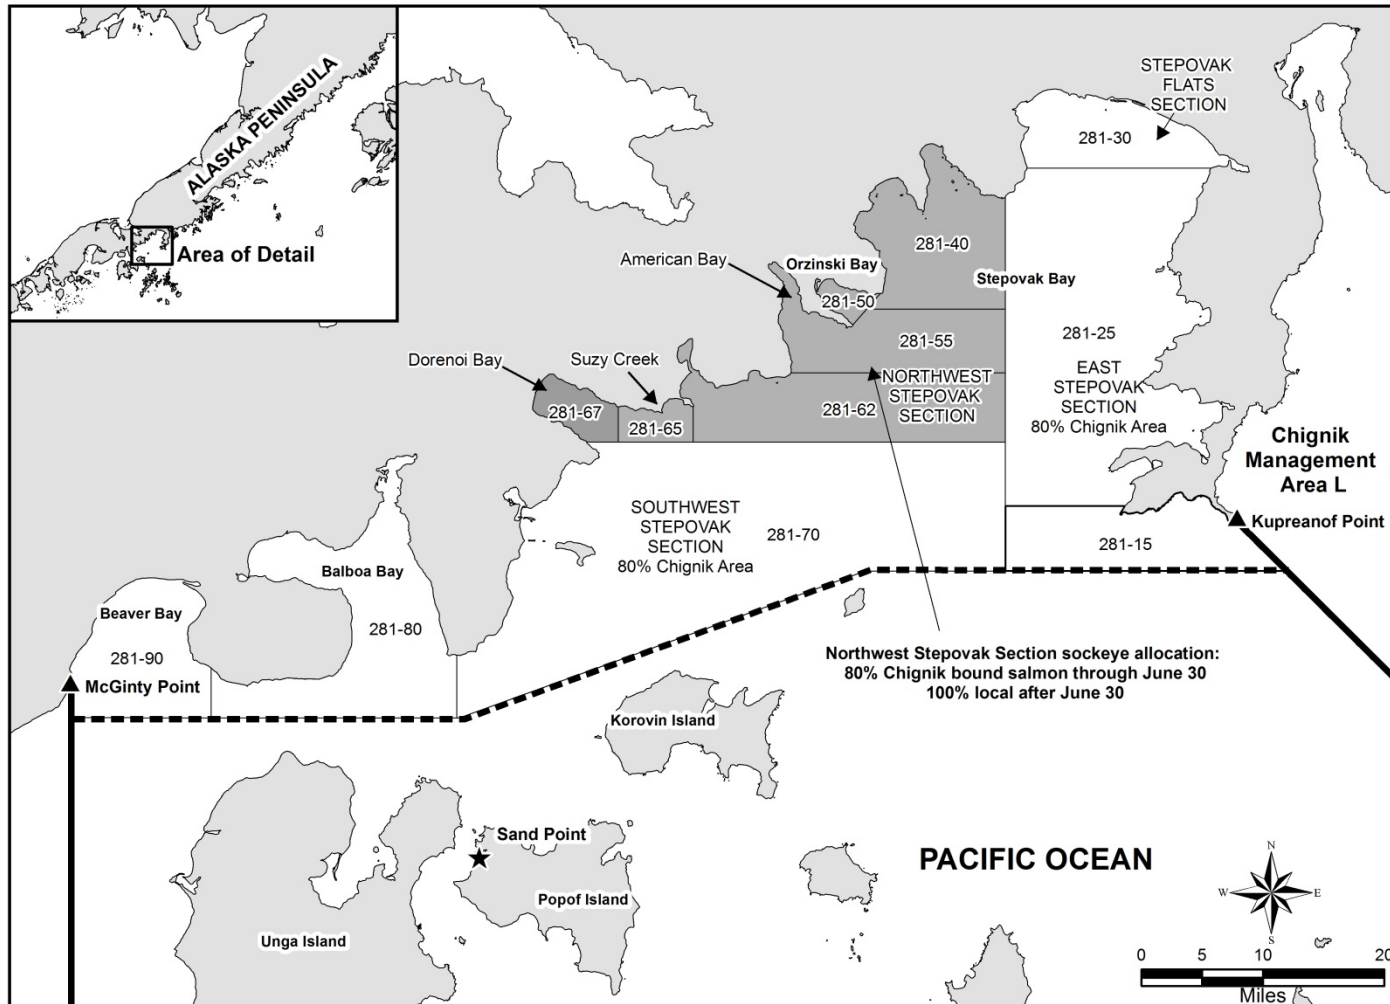 ALASKA PENINSULA
Area of Detail
STEPOVAK
FLATS
SECTION
281-30
281-40
American Bay
Orzinski Bay
281-50
Stepovak Bay
281-55
281-25
Dorenoi Bay
Suzy Creek
281-67
281-65
281-62
NORTHWEST
STEPOVAK
SECTION
EAST
STEPOVAK
SECTION
80% Chignik Area
Chignik
Management
Area L
Kupreanof Point
SOUTHWEST
STEPOVAK
SECTION
80% Chignik Area
281-70
281-15
Balboa Bay
Beaver Bay
281-80
281-90
McGinty Point
Northwest Stepovak Section sockeye allocation:
80% Chignik bound salmon through June 30
100% local after June 30
Korovin Island
Sand Point
Popof Island
Unga Island
PACIFIC OCEAN
N
W
E
S
0 5 10 20
Miles